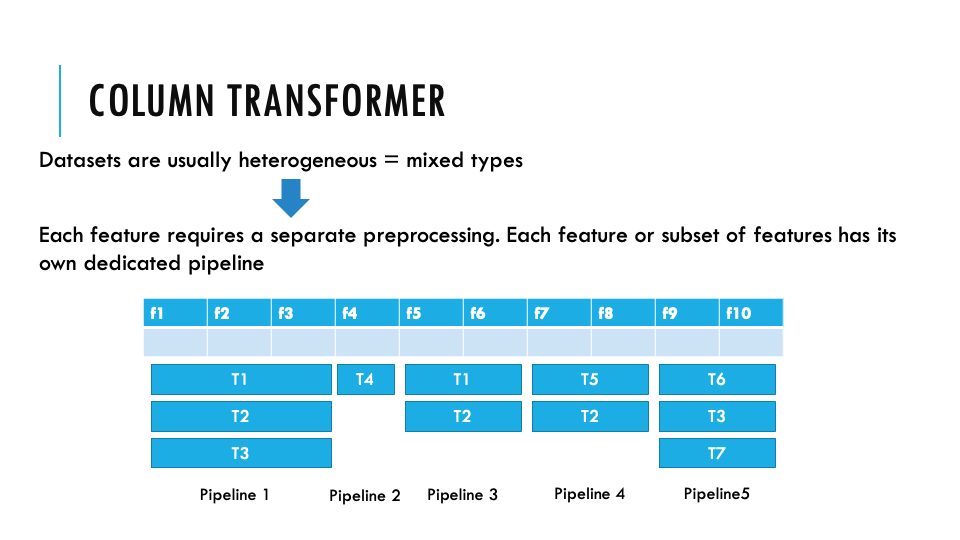 COLUMN TRANSFORMER
Datasets are usually heterogeneous = mixed types
Each feature requires a separate preprocessing. Each feature or subset of features has its
own dedicated pipeline
f1 f2 f3 f4 f5 f6 f7 f8 f9 f10
T1 T4 T1 T5 T6
T2 T2 T2 T3
T3 T7
Pipeline 1 Pipeline 2 Pipeline 3 Pipeline 4 Pipeline5